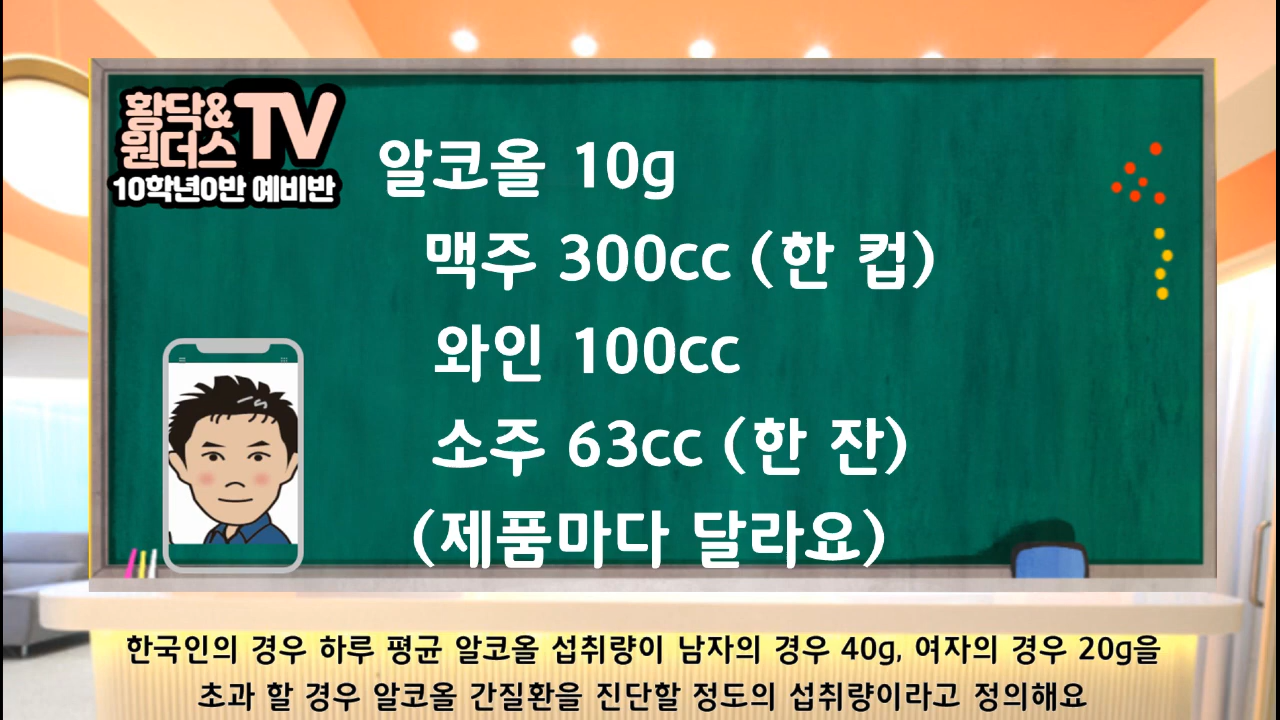 황닥&
원더스 TV
10학년0반 예비반
알코올 10g
맥주 300cc (한 컵)
와인 100cc
소주 63cc (한 잔)
(제품마다 달라요)
한국인의 경우 하루 평균 알코올 섭취량이 남자의 경우 40g, 여자의 경우 20g을
초과 할 경우 알코올 간질환을 진단할 정도의 섭취량이라고 정의해요